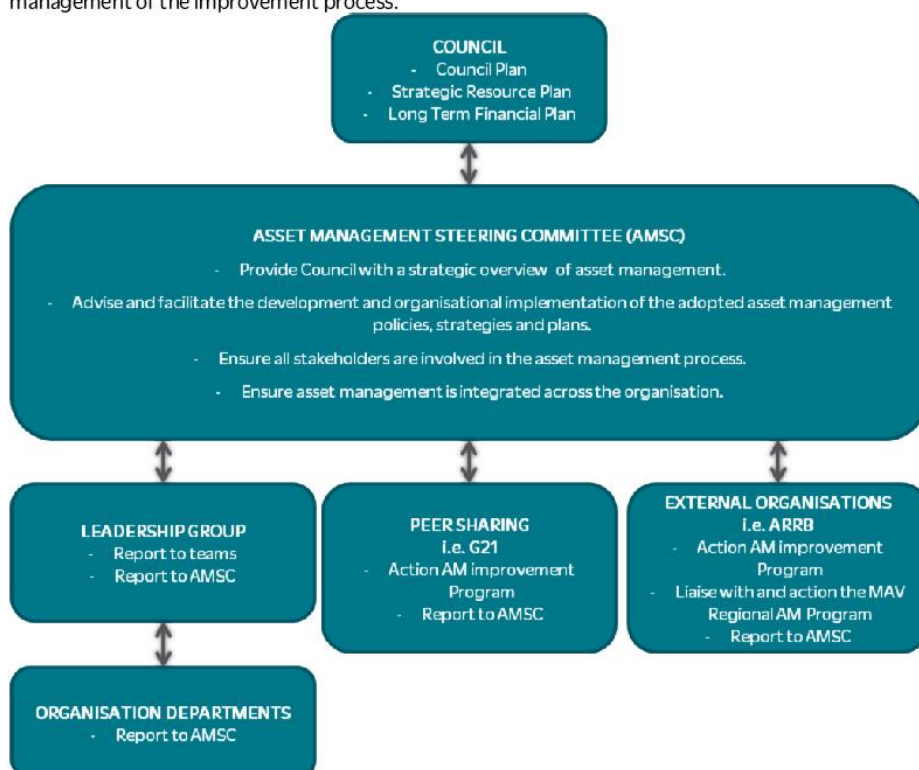 management of the improvement process.
COUNCIL
- Council Plan
- Strategic Resource Plan
- Long Term Financial Plan
ASSET MANAGEMENT STEERING COMMITTEE (AMSC)
- Provide Council with a strategic overview of asset management.
- Advise and facilitate the development and organisational implementation of the adopted asset management
policies, strategies and plans.
- Ensure all stakeholders are involved in the asset management process.
- Ensure asset management is integrated across the organisation.
LEADERSHIP GROUP
- Report to teams
- Report to AMSC
PEER SHARING
i.e. G21
- Action AM improvement
Program
- Report to AMSC
EXTERNAL ORGANISATIONS
i.e. ARRB
- Action AM improvement
Program
- Liaise with and action the MAV
Regional AM Program
- Report to AMSC
ORGANISATION DEPARTMENTS
- Report to AMSC